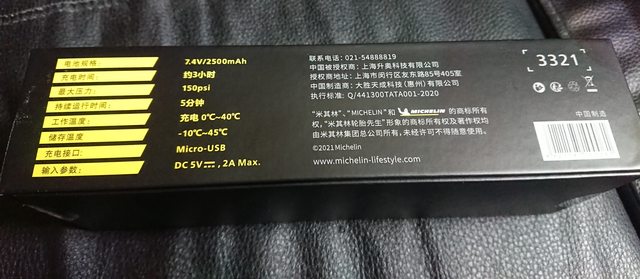 电池规格: 7.4V/2500mAh
充电时间: 约3小时
最大压力: 150psi
持续运行时间: 5分钟
工作温度: 充电 0℃~40℃
储存温度 -10℃~45℃
充电接口: Micro-USB
输入参数: DC 5V⎓, 2A Max.
联系电话: 021-54888819
中国被授权商: 上海升奥科技有限公司
授权商地址: 上海市闵行区友东路85号405室
中国制造商: 大胜天成科技(惠州)有限公司
执行标准: Q/441300TATA001-2020
“米其林”、“MICHELIN”和 MICHELIN 的商标所有
权, “米其林轮胎先生”形象的商标所有权及著作权均
由米其林集团总公司所有, 未经许可不得随意使用。
©2021 Michelin
www.michelin-lifestyle.com
3321
中国制造